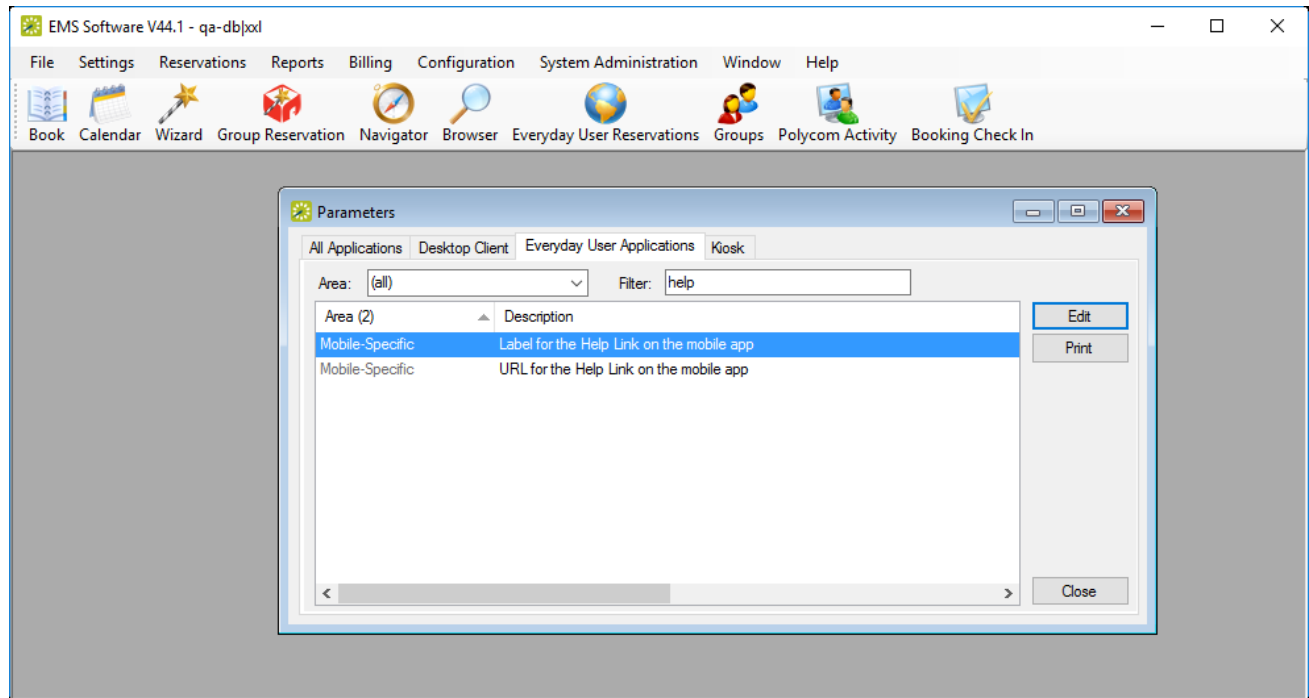 EMS Software V44.1 - qa-db|xxl
File Settings Reservations Reports Billing Configuration System Administration Window Help
Book Calendar Wizard Group Reservation Navigator Browser Everyday User Reservations Groups Polycom Activity Booking Check In
Parameters
All Applications Desktop Client Everyday User Applications Kiosk
Area: (all) Filter: help
Area (2) Description Edit
Mobile-Specific Label for the Help Link on the mobile app Print
Mobile-Specific URL for the Help Link on the mobile app
Close